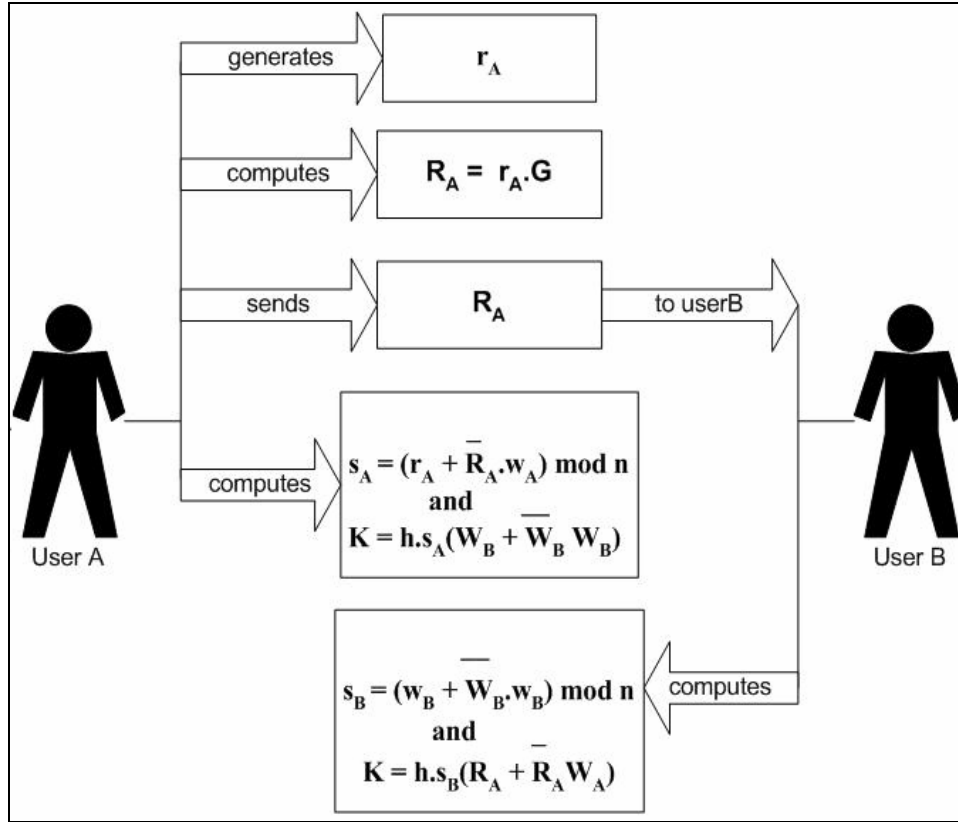 generates
r_A
computes
R_A = r_A.G
sends
R_A
to userB
User A
User B
computes
s_A = (r_A + R̅_A.w_A) mod n
and
K = h.s_A(W_B + W̅_B W_B)
s_B = (w_B + W̅_B.w_B) mod n
and
K = h.s_B(R_A + R̅_A W_A)
computes